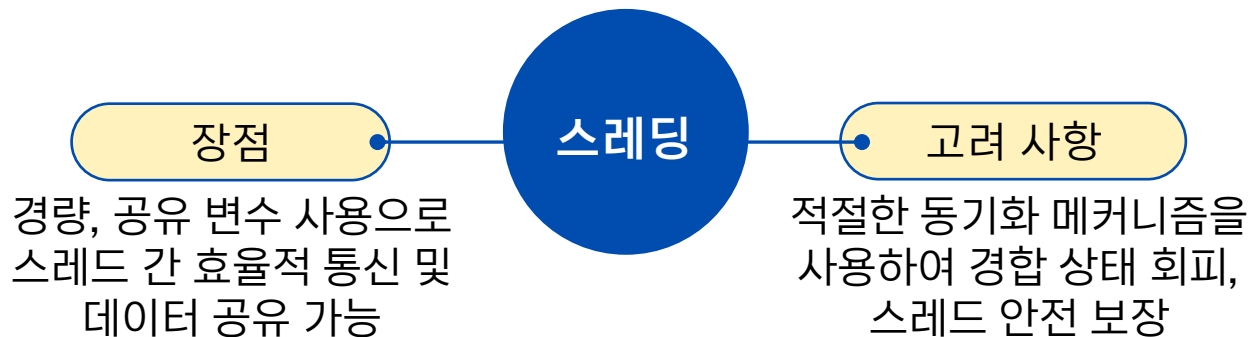 스레딩
장점
경량, 공유 변수 사용으로
스레드 간 효율적 통신 및
데이터 공유 가능
고려 사항
적절한 동기화 메커니즘을
사용하여 경합 상태 회피,
스레드 안전 보장